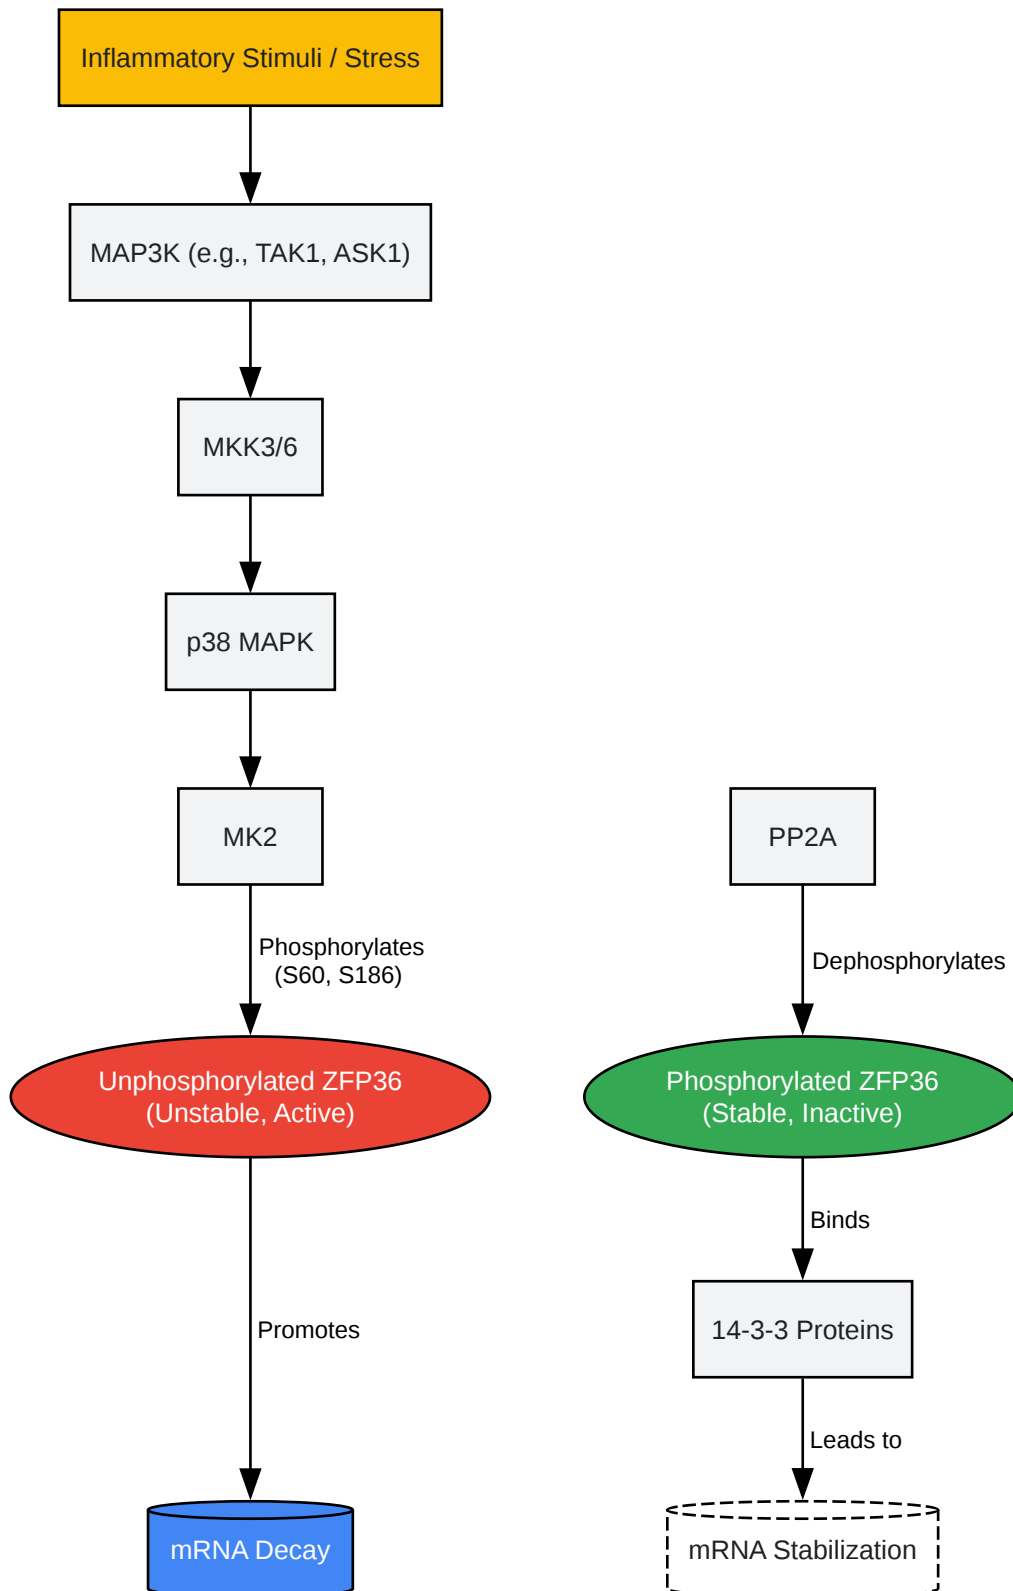 Inflammatory Stimuli / Stress
MAP3K (e.g., TAK1, ASK1)
MKK3/6
p38 MAPK
MK2
PP2A
Phosphorylates
(S60, S186)
Dephosphorylates
Unphosphorylated ZFP36
(Unstable, Active)
Phosphorylated ZFP36
(Stable, Inactive)
Binds
Promotes
14-3-3 Proteins
Leads to
mRNA Decay
mRNA Stabilization